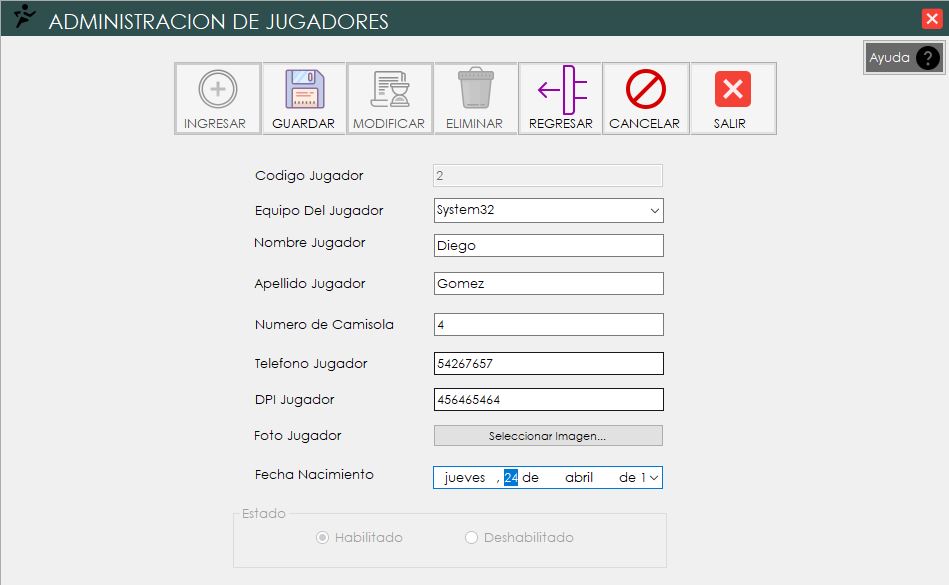 ADMINISTRACION DE JUGADORES
Ayuda ?
INGRESAR GUARDAR MODIFICAR ELIMINAR REGRESAR CANCELAR SALIR
Codigo Jugador 2
Equipo Del Jugador System32
Nombre Jugador Diego
Apellido Jugador Gomez
Numero de Camisola 4
Telefono Jugador 54267657
DPI Jugador 456465464
Foto Jugador Seleccionar Imagen...
Fecha Nacimiento jueves , 24 de abril de 1
Estado
Habilitado Deshabilitado